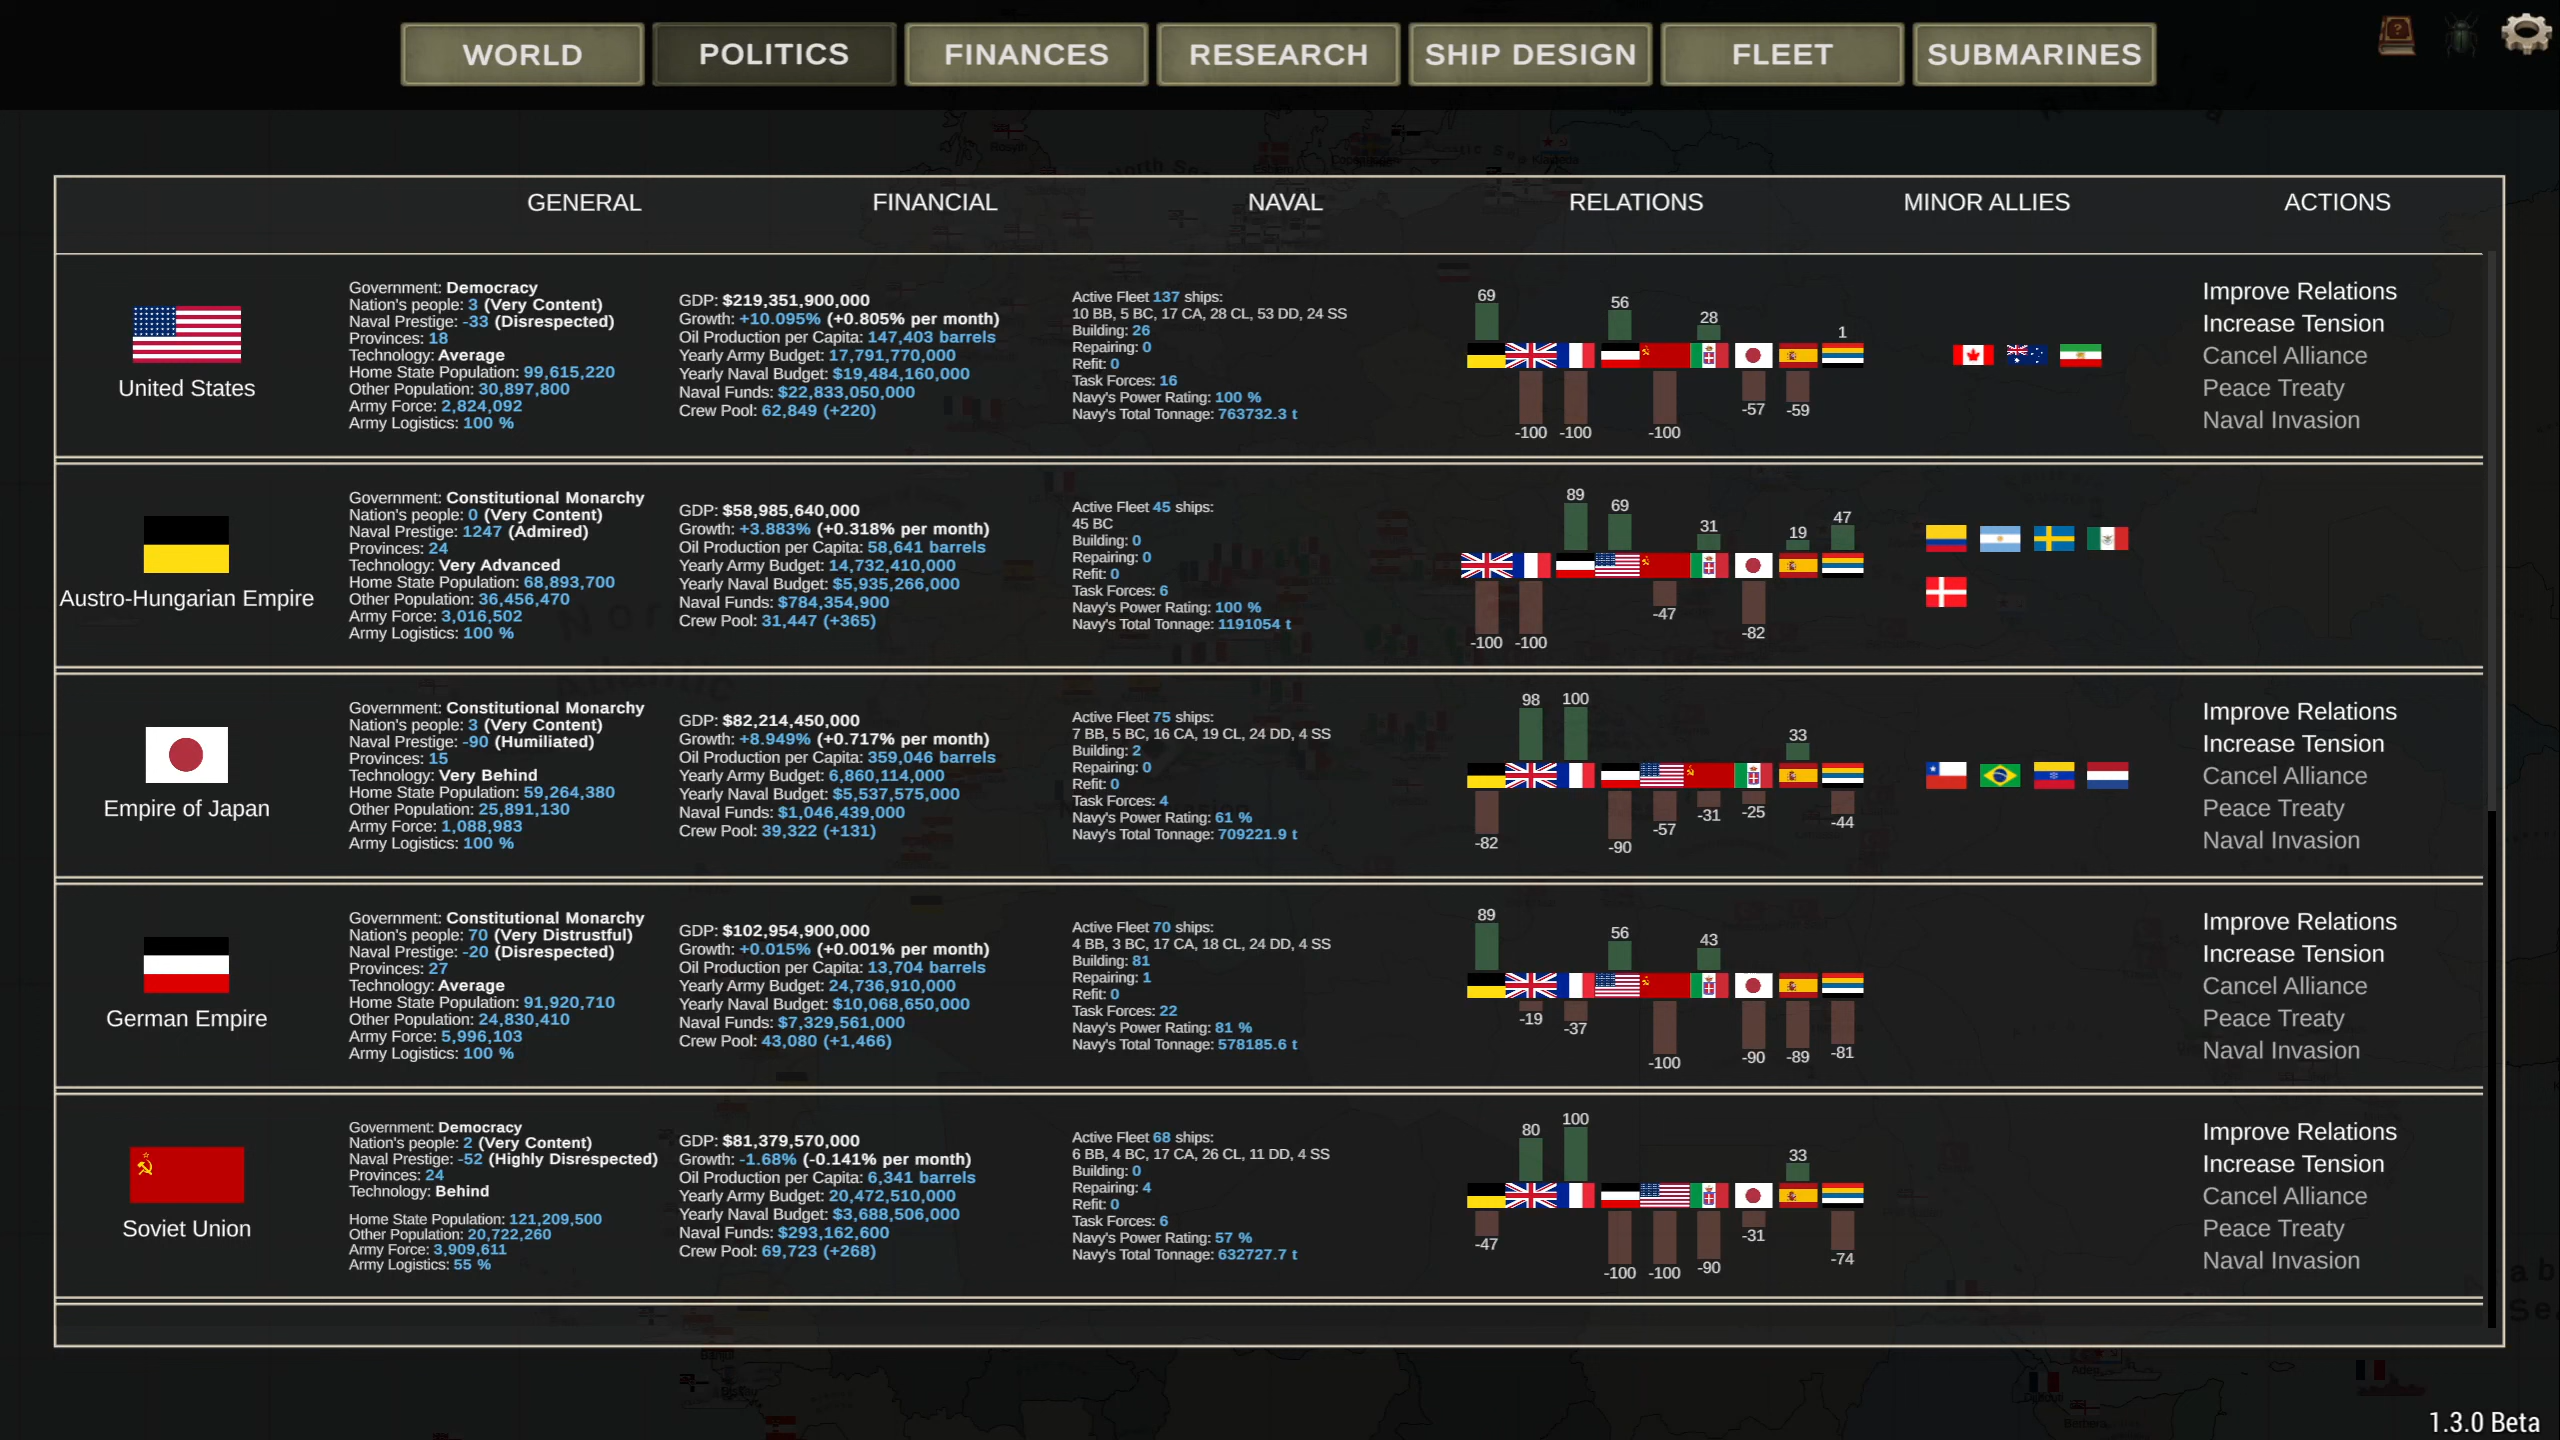 WORLD
POLITICS
FINANCES
RESEARCH
SHIP DESIGN
FLEET
SUBMARINES
GENERAL
FINANCIAL
NAVAL
RELATIONS
MINOR ALLIES
ACTIONS
United States
Government: Democracy
Nation's people: 3 (Very Content)
Naval Prestige: -33 (Disrespected)
Provinces: 18
Technology: Average
Home State Population: 99,615,220
Other Population: 30,897,800
Army Force: 2,824,092
Army Logistics: 100 %
GDP: $219,351,900,000
Growth: +10.095% (+0.805% per month)
Oil Production per Capita: 147,403 barrels
Yearly Army Budget: 17,791,770,000
Yearly Naval Budget: $19,484,160,000
Naval Funds: $22,833,050,000
Crew Pool: 62,849 (+220)
Active Fleet 137 ships:
10 BB, 5 BC, 17 CA, 28 CL, 53 DD, 24 SS
Building: 26
Repairing: 0
Refit: 0
Task Forces: 16
Navy's Power Rating: 100 %
Navy's Total Tonnage: 763732.3 t
69
56
28
1
-100
-100
-100
-57
-59
Improve Relations
Increase Tension
Cancel Alliance
Peace Treaty
Naval Invasion
Austro-Hungarian Empire
Government: Constitutional Monarchy
Nation's people: 0 (Very Content)
Naval Prestige: 1247 (Admired)
Provinces: 24
Technology: Very Advanced
Home State Population: 68,893,700
Other Population: 36,456,470
Army Force: 3,016,502
Army Logistics: 100 %
GDP: $58,985,640,000
Growth: +3.883% (+0.318% per month)
Oil Production per Capita: 58,641 barrels
Yearly Army Budget: 14,732,410,000
Yearly Naval Budget: $5,935,266,000
Naval Funds: $784,354,900
Crew Pool: 31,447 (+365)
Active Fleet 45 ships:
45 BC
Building: 0
Repairing: 0
Refit: 0
Task Forces: 6
Navy's Power Rating: 100 %
Navy's Total Tonnage: 1191054 t
89
69
31
19
47
-100
-100
-47
-82
Empire of Japan
Government: Constitutional Monarchy
Nation's people: 3 (Very Content)
Naval Prestige: -90 (Humiliated)
Provinces: 15
Technology: Very Behind
Home State Population: 59,264,380
Other Population: 25,891,130
Army Force: 1,088,983
Army Logistics: 100 %
GDP: $82,214,450,000
Growth: +8.949% (+0.717% per month)
Oil Production per Capita: 359,046 barrels
Yearly Army Budget: 6,860,114,000
Yearly Naval Budget: $5,537,575,000
Naval Funds: $1,046,439,000
Crew Pool: 39,322 (+131)
Active Fleet 75 ships:
7 BB, 5 BC, 16 CA, 19 CL, 24 DD, 4 SS
Building: 2
Repairing: 0
Refit: 0
Task Forces: 4
Navy's Power Rating: 61 %
Navy's Total Tonnage: 709221.9 t
98
100
33
-82
-90
-57
-31
-25
-44
Improve Relations
Increase Tension
Cancel Alliance
Peace Treaty
Naval Invasion
German Empire
Government: Constitutional Monarchy
Nation's people: 70 (Very Distrustful)
Naval Prestige: -20 (Disrespected)
Provinces: 27
Technology: Average
Home State Population: 91,920,710
Other Population: 24,830,410
Army Force: 5,996,103
Army Logistics: 100 %
GDP: $102,954,900,000
Growth: +0.015% (+0.001% per month)
Oil Production per Capita: 13,704 barrels
Yearly Army Budget: 24,736,910,000
Yearly Naval Budget: $10,068,650,000
Naval Funds: $7,329,561,000
Crew Pool: 43,080 (+1,466)
Active Fleet 70 ships:
4 BB, 3 BC, 17 CA, 18 CL, 24 DD, 4 SS
Building: 81
Repairing: 1
Refit: 0
Task Forces: 22
Navy's Power Rating: 81 %
Navy's Total Tonnage: 578185.6 t
89
56
43
-19
-37
-100
-90
-89
-81
Improve Relations
Increase Tension
Cancel Alliance
Peace Treaty
Naval Invasion
Soviet Union
Government: Democracy
Nation's people: 2 (Very Content)
Naval Prestige: -52 (Highly Disrespected)
Provinces: 24
Technology: Behind
Home State Population: 121,209,500
Other Population: 20,722,260
Army Force: 3,909,611
Army Logistics: 55 %
GDP: $81,379,570,000
Growth: -1.68% (-0.141% per month)
Oil Production per Capita: 6,341 barrels
Yearly Army Budget: 20,472,510,000
Yearly Naval Budget: $3,688,506,000
Naval Funds: $293,162,600
Crew Pool: 69,723 (+268)
Active Fleet 68 ships:
6 BB, 4 BC, 17 CA, 26 CL, 11 DD, 4 SS
Building: 0
Repairing: 4
Refit: 0
Task Forces: 6
Navy's Power Rating: 57 %
Navy's Total Tonnage: 632727.7 t
80
100
33
-47
-100
-100
-90
-31
-74
Improve Relations
Increase Tension
Cancel Alliance
Peace Treaty
Naval Invasion
1.3.0 Beta